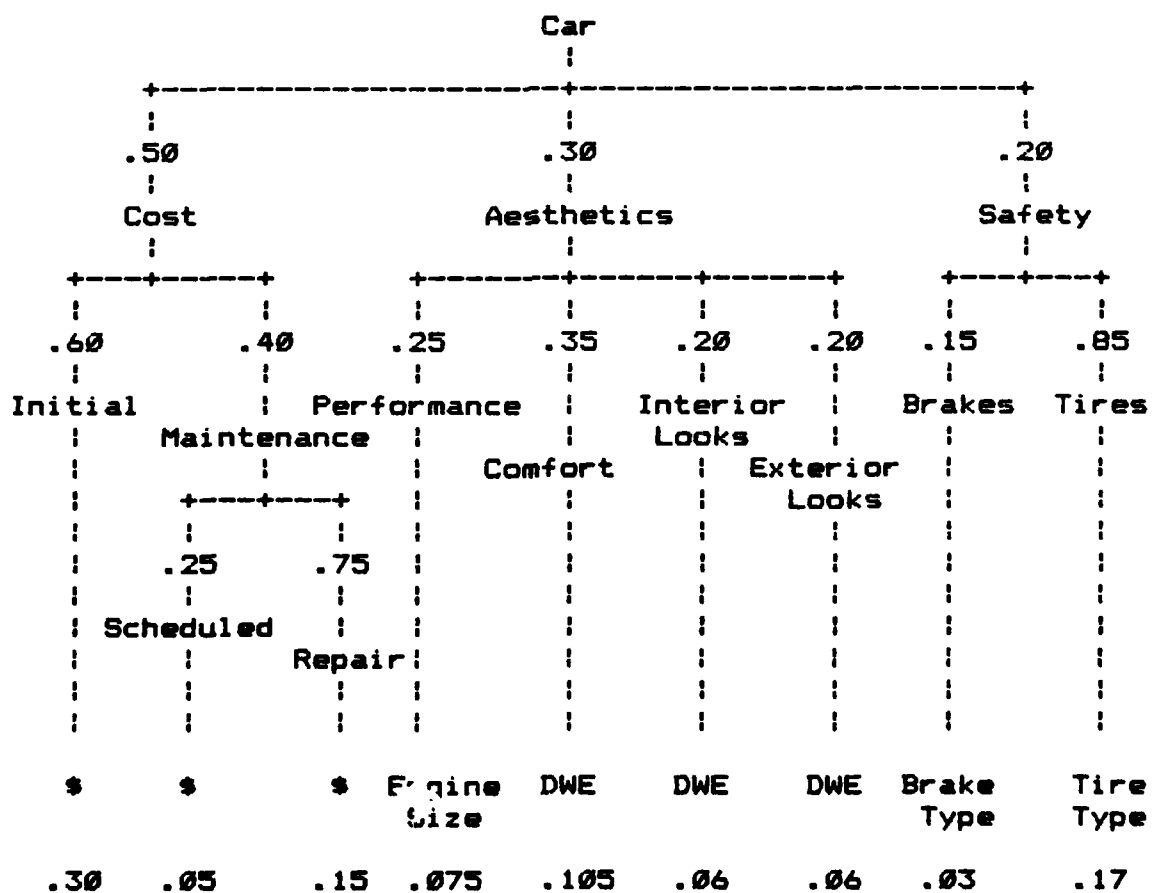 Car
.50 .30 .20
Cost Aesthetics Safety
.60 .40 .25 .35 .20 .20 .15 .85
Initial Performance Interior Brakes Tires
Maintenance Looks
Comfort Exterior
Looks
.25 .75
Scheduled
Repair
$ $ $ Engine DWE DWE DWE Brake Tire
Size Type Type
.30 .05 .15 .075 .105 .06 .06 .03 .17